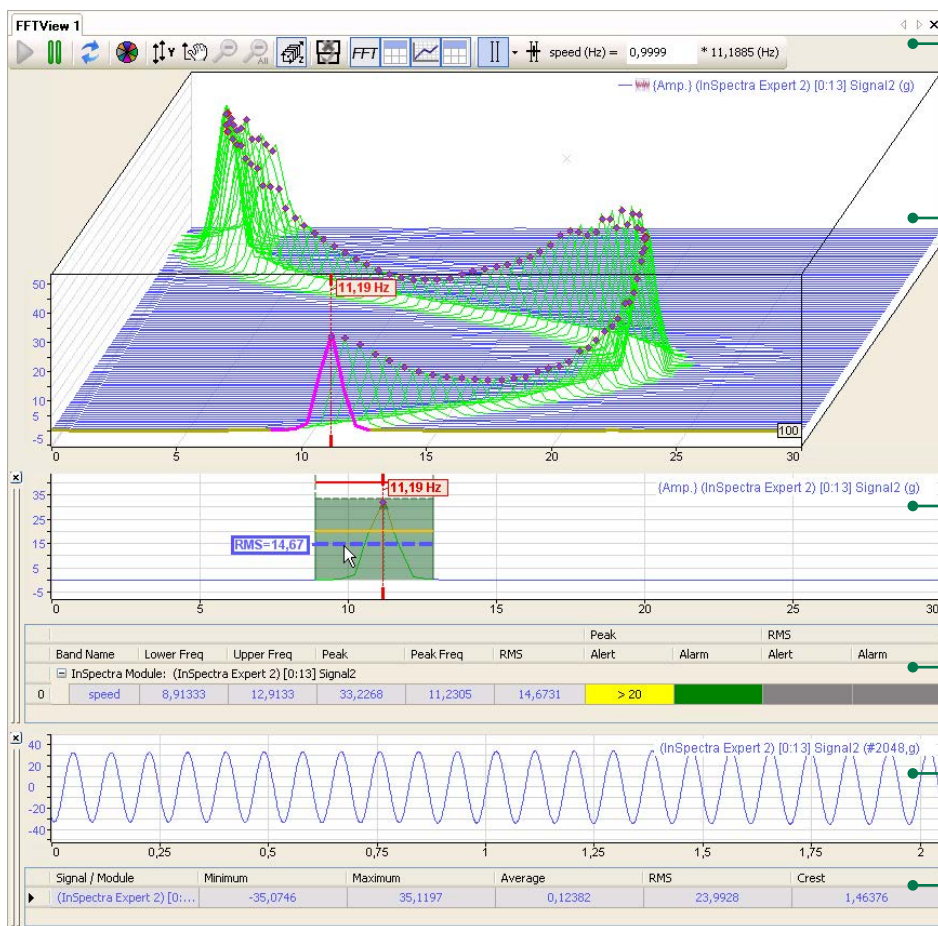 FFTView 1
Y All Z FFT speed (Hz) = 0,9999 * 11,1885 (Hz)
{Amp.} (InSpectra Expert 2) [0:13] Signal2 (g)
11,19 Hz
50
40
30
20
10
5
-5
100
0 5 10 15 20 25 30
{Amp.} (InSpectra Expert 2) [0:13] Signal2 (g)
11,19 Hz
35
25
15
5
-5
RMS=14,67
0 5 10 15 20 25 30
Peak RMS
Band Name Lower Freq Upper Freq Peak Peak Freq RMS Alert Alarm Alert Alarm
InSpectra Module: (InSpectra Expert 2) [0:13] Signal2
0 speed 8,91333 12,9133 33,2268 11,2305 14,6731 > 20
(InSpectra Expert 2) [0:13] Signal2 (#2048,g)
40
20
0
-20
-40
0 0,25 0,5 0,75 1 1,25 1,5 1,75 2
Signal / Module Minimum Maximum Average RMS Crest
(InSpectra Expert 2) [0:... -35,0746 35,1197 0,12382 23,9928 1,46376